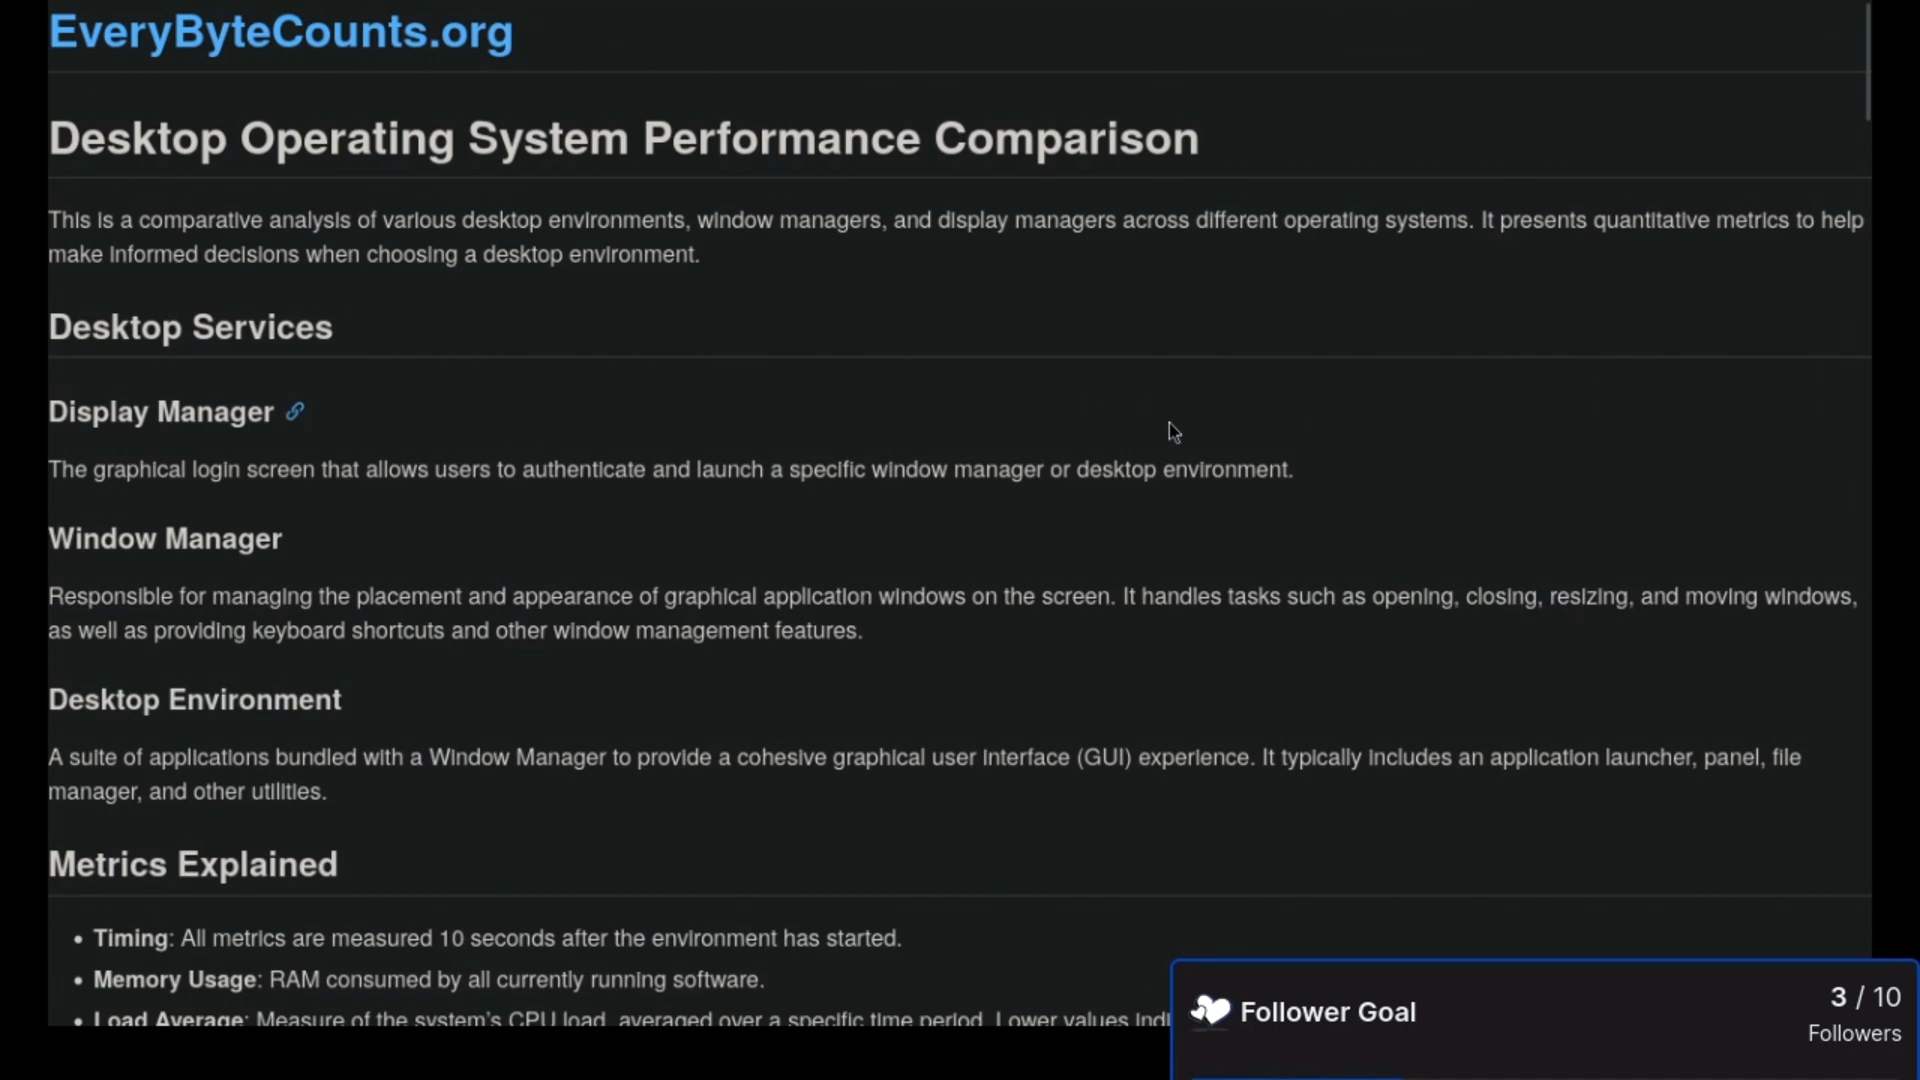 EveryByteCounts.org
Desktop Operating System Performance Comparison
This is a comparative analysis of various desktop environments, window managers, and display managers across different operating systems. It presents quantitative metrics to help
make informed decisions when choosing a desktop environment.
Desktop Services
Display Manager
The graphical login screen that allows users to authenticate and launch a specific window manager or desktop environment.
Window Manager
Responsible for managing the placement and appearance of graphical application windows on the screen. It handles tasks such as opening, closing, resizing, and moving windows,
as well as providing keyboard shortcuts and other window management features.
Desktop Environment
A suite of applications bundled with a Window Manager to provide a cohesive graphical user interface (GUI) experience. It typically includes an application launcher, panel, file
manager, and other utilities.
Metrics Explained
• Timing: All metrics are measured 10 seconds after the environment has started.
• Memory Usage: RAM consumed by all currently running software.
• Load Average: Measure of the system's CPU load, averaged over a specific time period. Lower values
Follower Goal
3 / 10
Followers